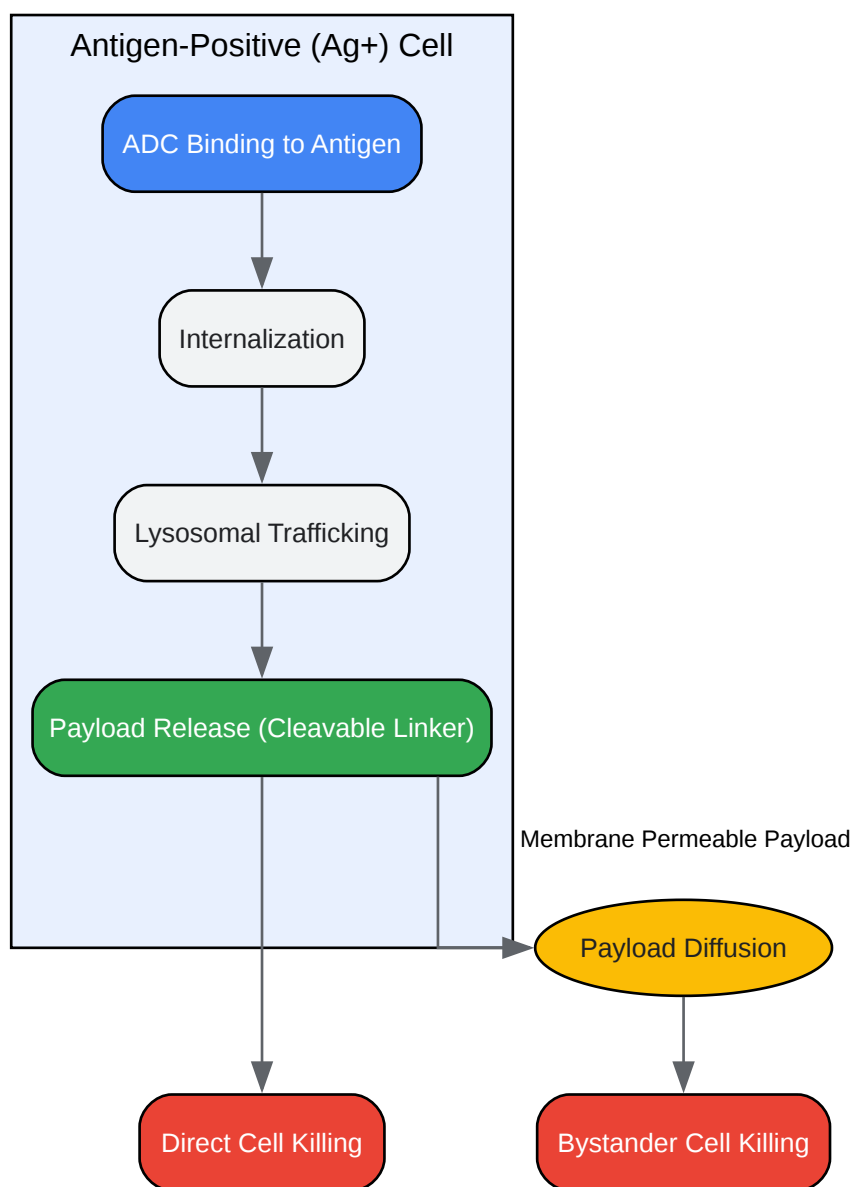 Antigen-Positive (Ag+) Cell
ADC Binding to Antigen
Internalization
Lysosomal Trafficking
Payload Release (Cleavable Linker)
Membrane Permeable Payload
Payload Diffusion
Direct Cell Killing
Bystander Cell Killing